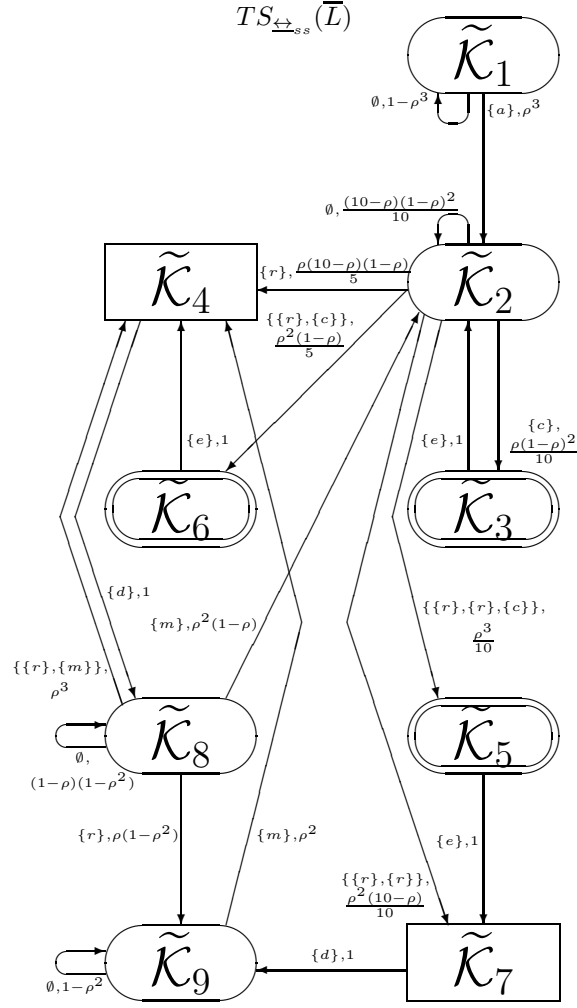 TS_{\underline{\leftrightarrow}_{ss}}(\overline{L})
\widetilde{\mathcal{K}}_1
∅,1−ρ^3
{a},ρ^3
∅,\frac{(10−ρ)(1−ρ)^2}{10}
\widetilde{\mathcal{K}}_4
{r},\frac{ρ(10−ρ)(1−ρ)}{5}
\widetilde{\mathcal{K}}_2
{{r},{c}},
\frac{ρ^2(1−ρ)}{5}
{e},1
{e},1
{c},
\frac{ρ(1−ρ)^2}{10}
\widetilde{\mathcal{K}}_6
\widetilde{\mathcal{K}}_3
{d},1
{m},ρ^2(1−ρ)
{{r},{r},{c}},
\frac{ρ^3}{10}
{{r},{m}},
ρ^3
\widetilde{\mathcal{K}}_8
\widetilde{\mathcal{K}}_5
∅,
(1−ρ)(1−ρ^2)
{r},ρ(1−ρ^2)
{m},ρ^2
{e},1
{{r},{r}},
\frac{ρ^2(10−ρ)}{10}
\widetilde{\mathcal{K}}_9
{d},1
\widetilde{\mathcal{K}}_7
∅,1−ρ^2